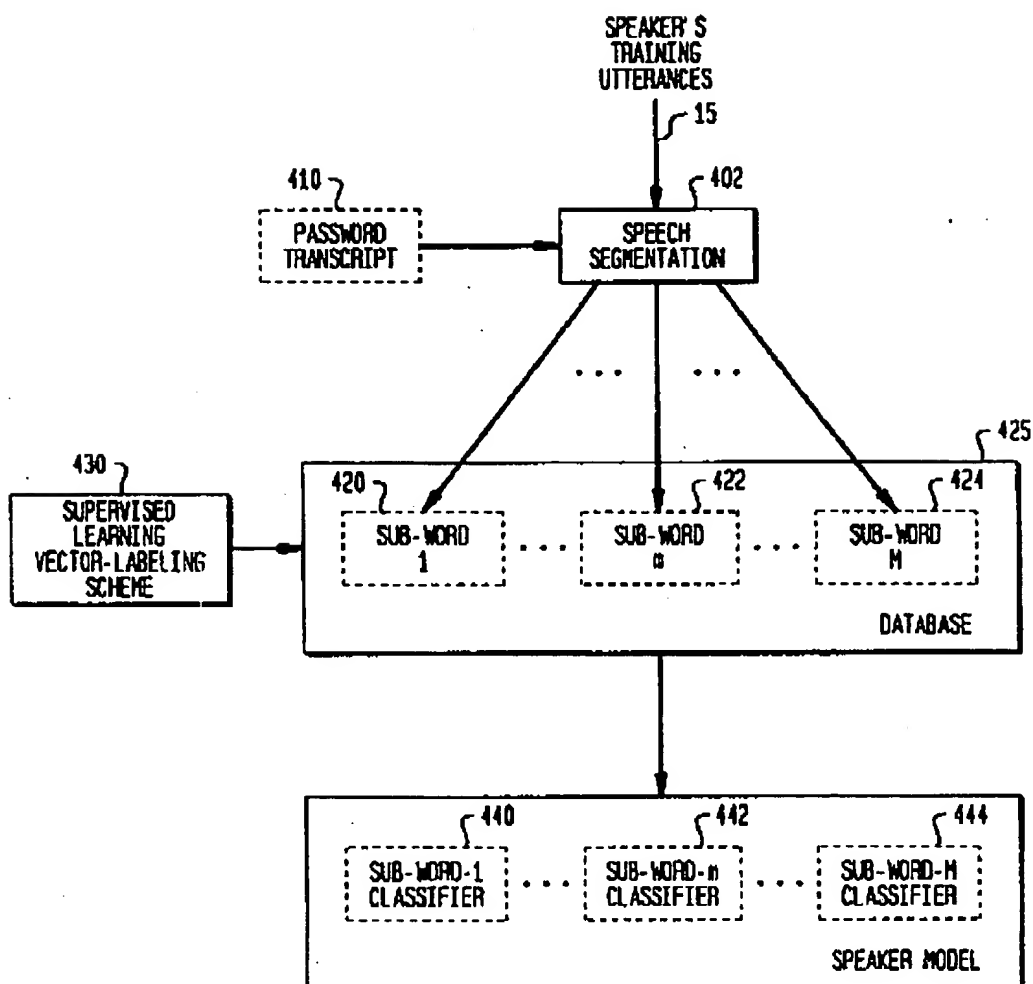 SPEAKER'S
TRAINING
UTTERANCES
15
410
402
PASSWORD
TRANSCRIPT
SPEECH
SEGMENTATION
... ...
425
430
420
422
424
SUPERVISED
LEARNING
VECTOR-LABELING
SCHEME
SUB-WORD
1
...
SUB-WORD
m
...
SUB-WORD
M
DATABASE
440
442
444
SUB-WORD-1
CLASSIFIER
...
SUB-WORD-m
CLASSIFIER
...
SUB-WORD-M
CLASSIFIER
SPEAKER MODEL